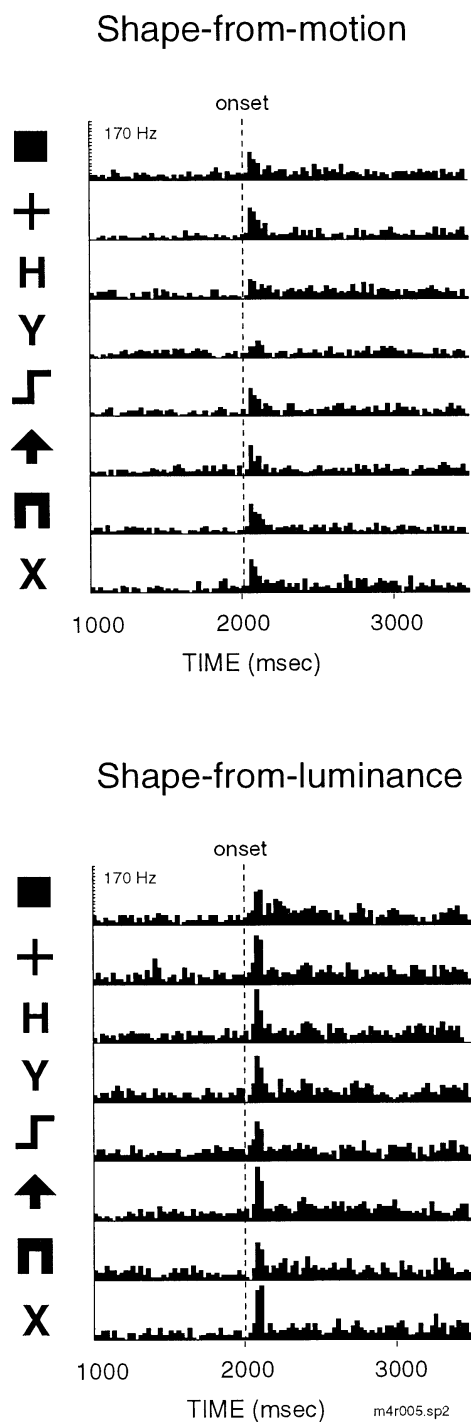 Shape-from-motion
onset
170 Hz
H
Y
X
1000 2000 3000
TIME (msec)
Shape-from-luminance
onset
170 Hz
H
Y
X
1000 2000 3000
TIME (msec) m4r005.sp2